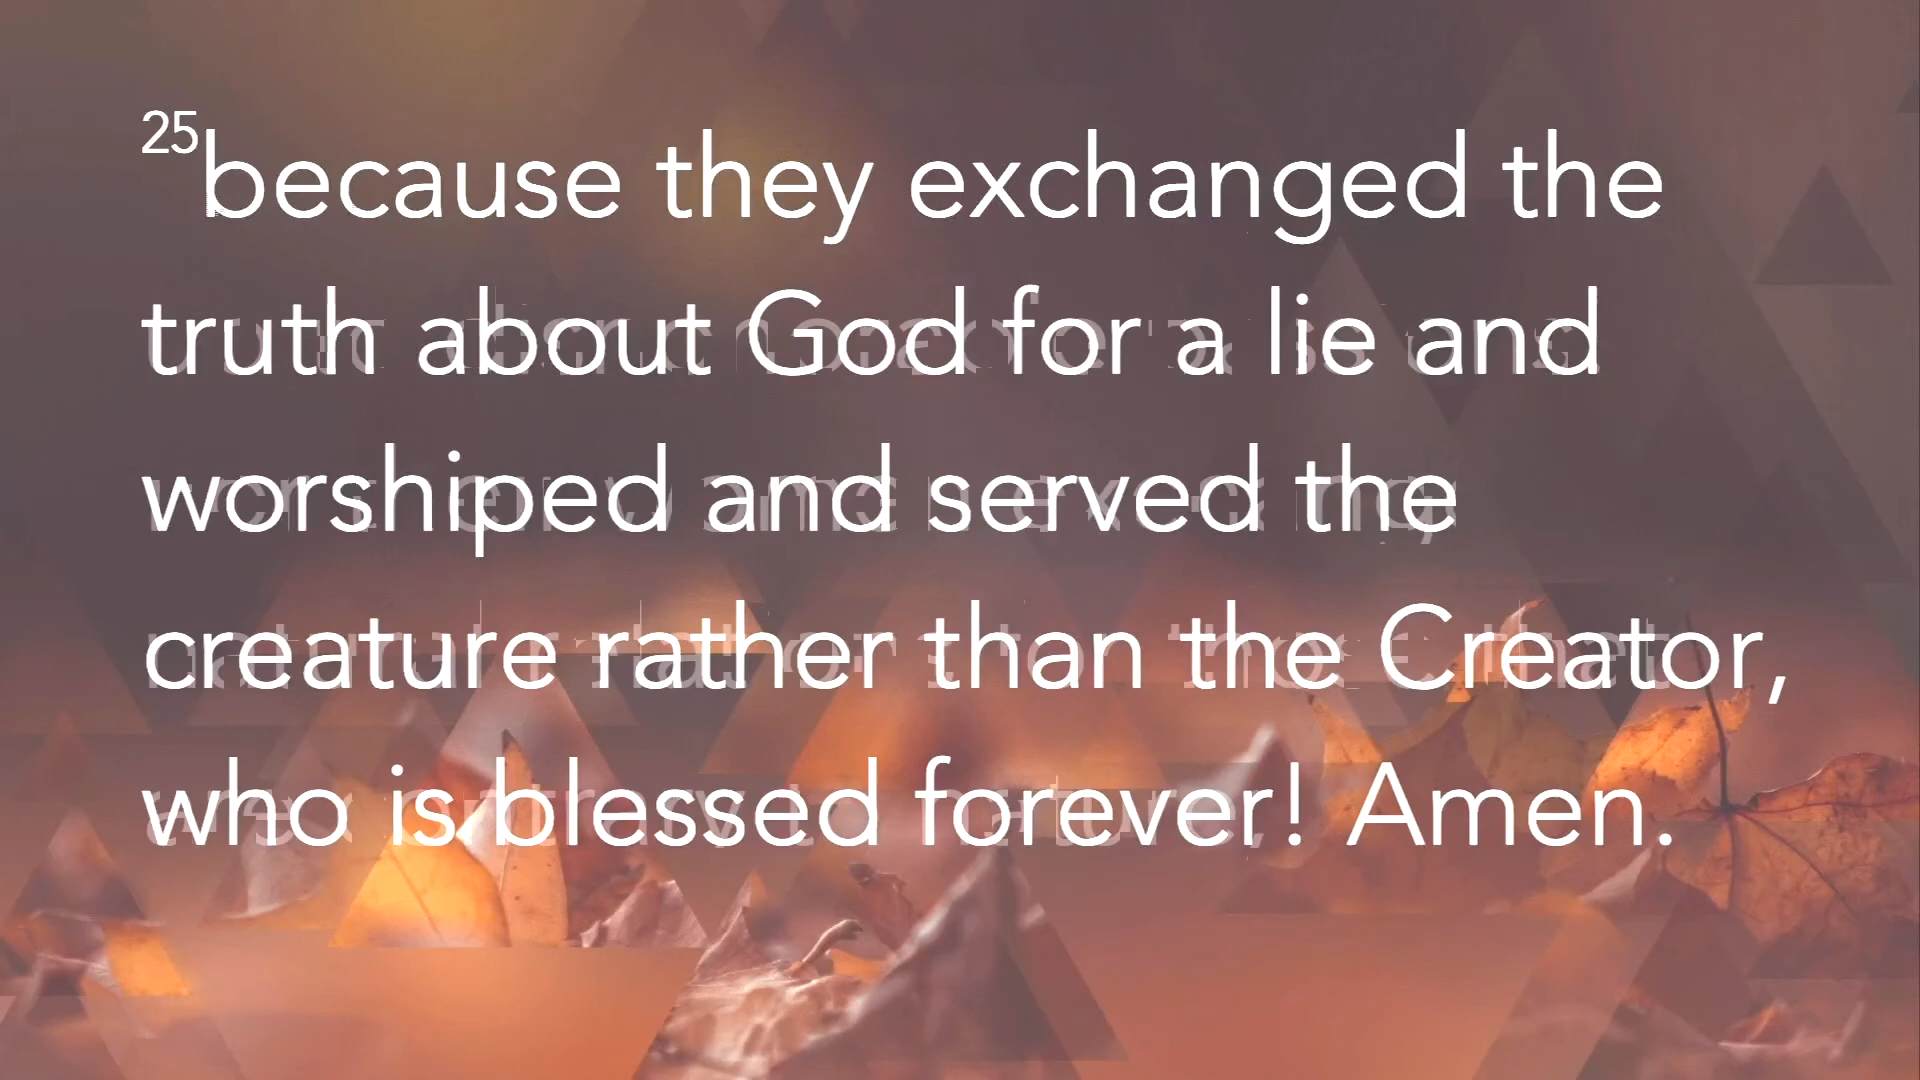 25because they exchanged the
truth about God for a lie and
worshiped and served the
creature rather than the Creator,
who is blessed forever! Amen.